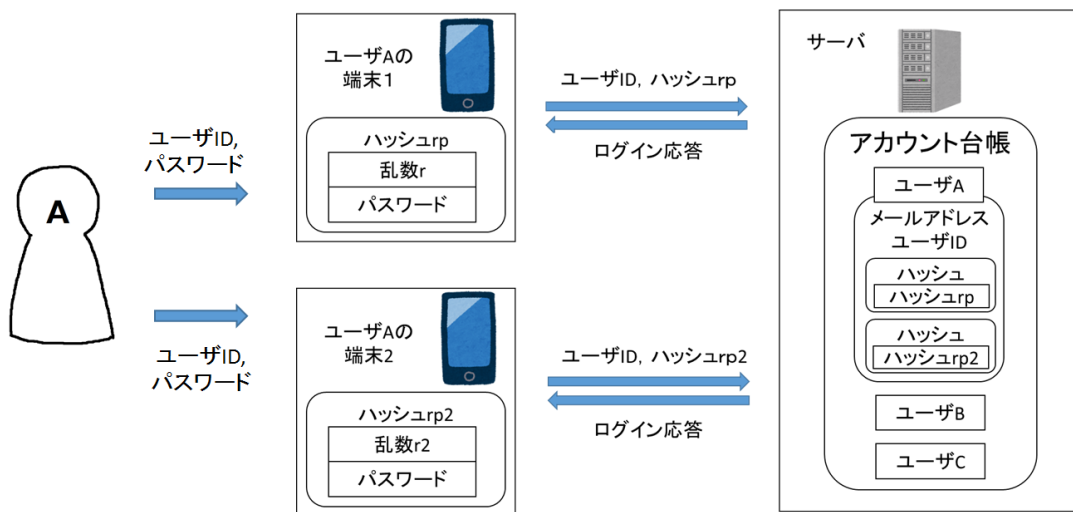 A
ユーザID,
パスワード
ユーザID,
パスワード
ユーザAの
端末1
ハッシュrp
乱数r
パスワード
ユーザID, ハッシュrp
ログイン応答
ユーザAの
端末2
ハッシュrp2
乱数r2
パスワード
ユーザID, ハッシュrp2
ログイン応答
サーバ
アカウント台帳
ユーザA
メールアドレス
ユーザID
ハッシュ
ハッシュrp
ハッシュ
ハッシュrp2
ユーザB
ユーザC